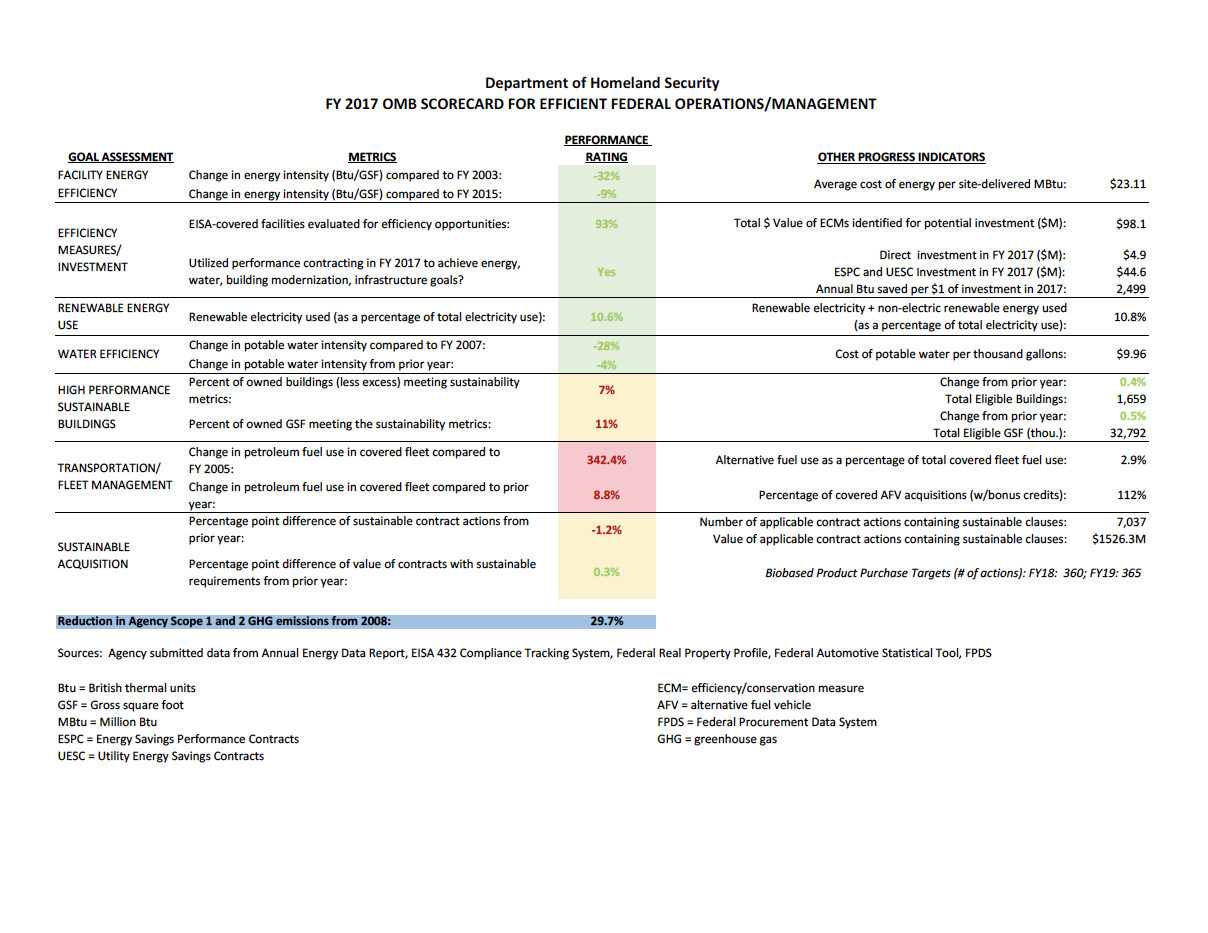 Department of Homeland Security
FY 2017 OMB SCORECARD FOR EFFICIENT FEDERAL OPERATIONS/MANAGEMENT
PERFORMANCE
GOAL ASSESSMENT METRICS RATING OTHER PROGRESS INDICATORS
FACILITY ENERGY
EFFICIENCY
Change in energy intensity (Btu/GSF) compared to FY 2003: -32%
Change in energy intensity (Btu/GSF) compared to FY 2015: -9%
Average cost of energy per site-delivered MBtu: $23.11
EFFICIENCY
MEASURES/
INVESTMENT
EISA-covered facilities evaluated for efficiency opportunities: 93%
Total $ Value of ECMs identified for potential investment ($M): $98.1
Utilized performance contracting in FY 2017 to achieve energy,
water, building modernization, infrastructure goals? Yes
Direct investment in FY 2017 ($M): $4.9
ESPC and UESC Investment in FY 2017 ($M): $44.6
Annual Btu saved per $1 of investment in 2017: 2,499
RENEWABLE ENERGY
USE
Renewable electricity used (as a percentage of total electricity use): 10.6%
Renewable electricity + non-electric renewable energy used
(as a percentage of total electricity use): 10.8%
WATER EFFICIENCY
Change in potable water intensity compared to FY 2007: -28%
Change in potable water intensity from prior year: -4%
Cost of potable water per thousand gallons: $9.96
HIGH PERFORMANCE
SUSTAINABLE
BUILDINGS
Percent of owned buildings (less excess) meeting sustainability
metrics: 7%
Percent of owned GSF meeting the sustainability metrics: 11%
Change from prior year: 0.4%
Total Eligible Buildings: 1,659
Change from prior year: 0.5%
Total Eligible GSF (thou.): 32,792
TRANSPORTATION/
FLEET MANAGEMENT
Change in petroleum fuel use in covered fleet compared to
FY 2005: 342.4%
Change in petroleum fuel use in covered fleet compared to prior
year: 8.8%
Alternative fuel use as a percentage of total covered fleet fuel use: 2.9%
Percentage of covered AFV acquisitions (w/bonus credits): 112%
SUSTAINABLE
ACQUISITION
Percentage point difference of sustainable contract actions from
prior year: -1.2%
Percentage point difference of value of contracts with sustainable
requirements from prior year: 0.3%
Number of applicable contract actions containing sustainable clauses: 7,037
Value of applicable contract actions containing sustainable clauses: $1526.3M
Biobased Product Purchase Targets (# of actions): FY18: 360; FY19: 365
Reduction in Agency Scope 1 and 2 GHG emissions from 2008: 29.7%
Sources: Agency submitted data from Annual Energy Data Report, EISA 432 Compliance Tracking System, Federal Real Property Profile, Federal Automotive Statistical Tool, FPDS
Btu = British thermal units
GSF = Gross square foot
MBtu = Million Btu
ESPC = Energy Savings Performance Contracts
UESC = Utility Energy Savings Contracts
ECM= efficiency/conservation measure
AFV = alternative fuel vehicle
FPDS = Federal Procurement Data System
GHG = greenhouse gas